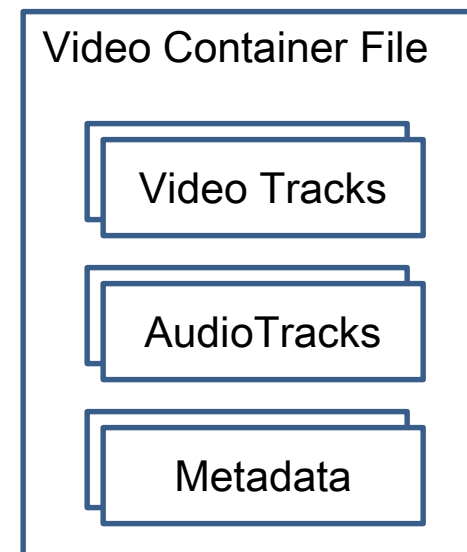 Video Container File
Video Tracks
AudioTracks
Metadata